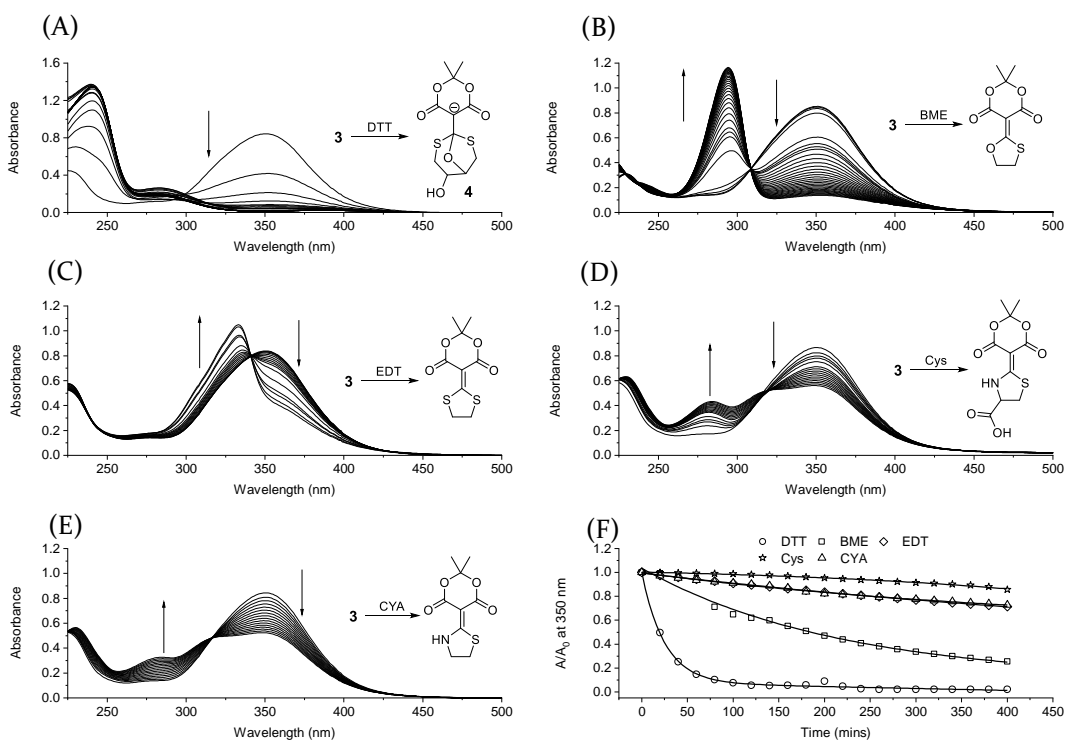 (A)
1.6
1.2
0.8
0.4
0.0
Absorbance
250 300 350 400 450 500
Wavelength (nm)
3 DTT
O O
O O
⊖
S S
O
HO
4
(B)
1.2
1.0
0.8
0.6
0.4
0.2
0.0
Absorbance
250 300 350 400 450 500
Wavelength (nm)
3 BME
O O
O O
O S
(C)
1.2
1.0
0.8
0.6
0.4
0.2
0.0
Absorbance
250 300 350 400 450 500
Wavelength (nm)
3 EDT
O O
O O
S S
(D)
1.2
1.0
0.8
0.6
0.4
0.2
0.0
Absorbance
250 300 350 400 450 500
Wavelength (nm)
3 Cys
O O
O O
HN S
O
OH
(E)
1.2
1.0
0.8
0.6
0.4
0.2
0.0
Absorbance
250 300 350 400 450 500
Wavelength (nm)
3 CYA
O O
O O
HN S
(F)
DTT BME EDT
Cys CYA
1.2
1.0
0.8
0.6
0.4
0.2
0.0
A/A₀ at 350 nm
0 50 100 150 200 250 300 350 400 450
Time (mins)